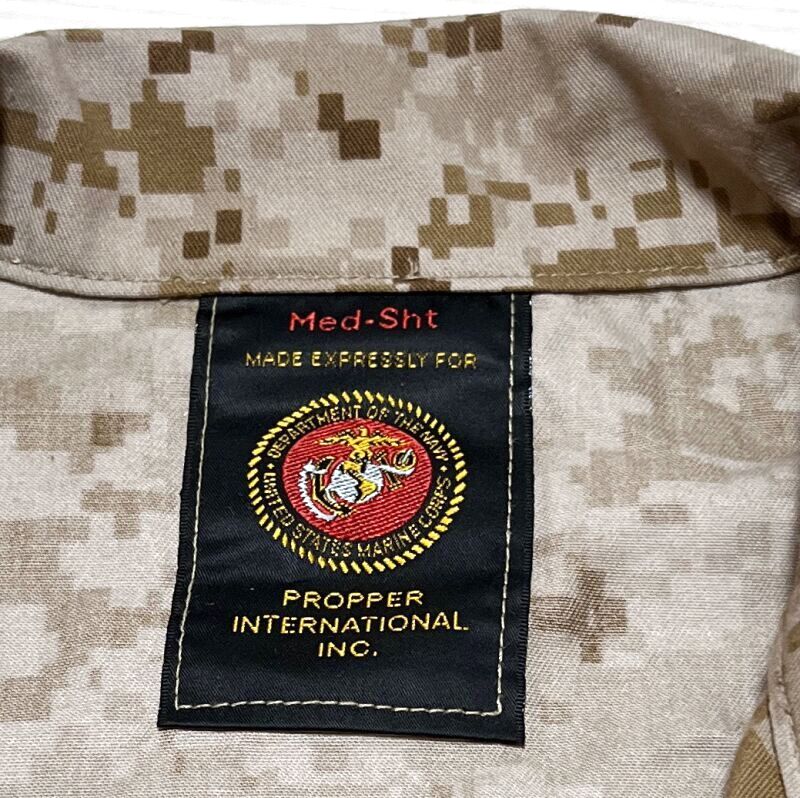 Med-Sht
MADE EXPRESSLY FOR
DEPARTMENT OF THE NAVY
UNITED STATES MARINE CORPS
PROPPER
INTERNATIONAL
INC.